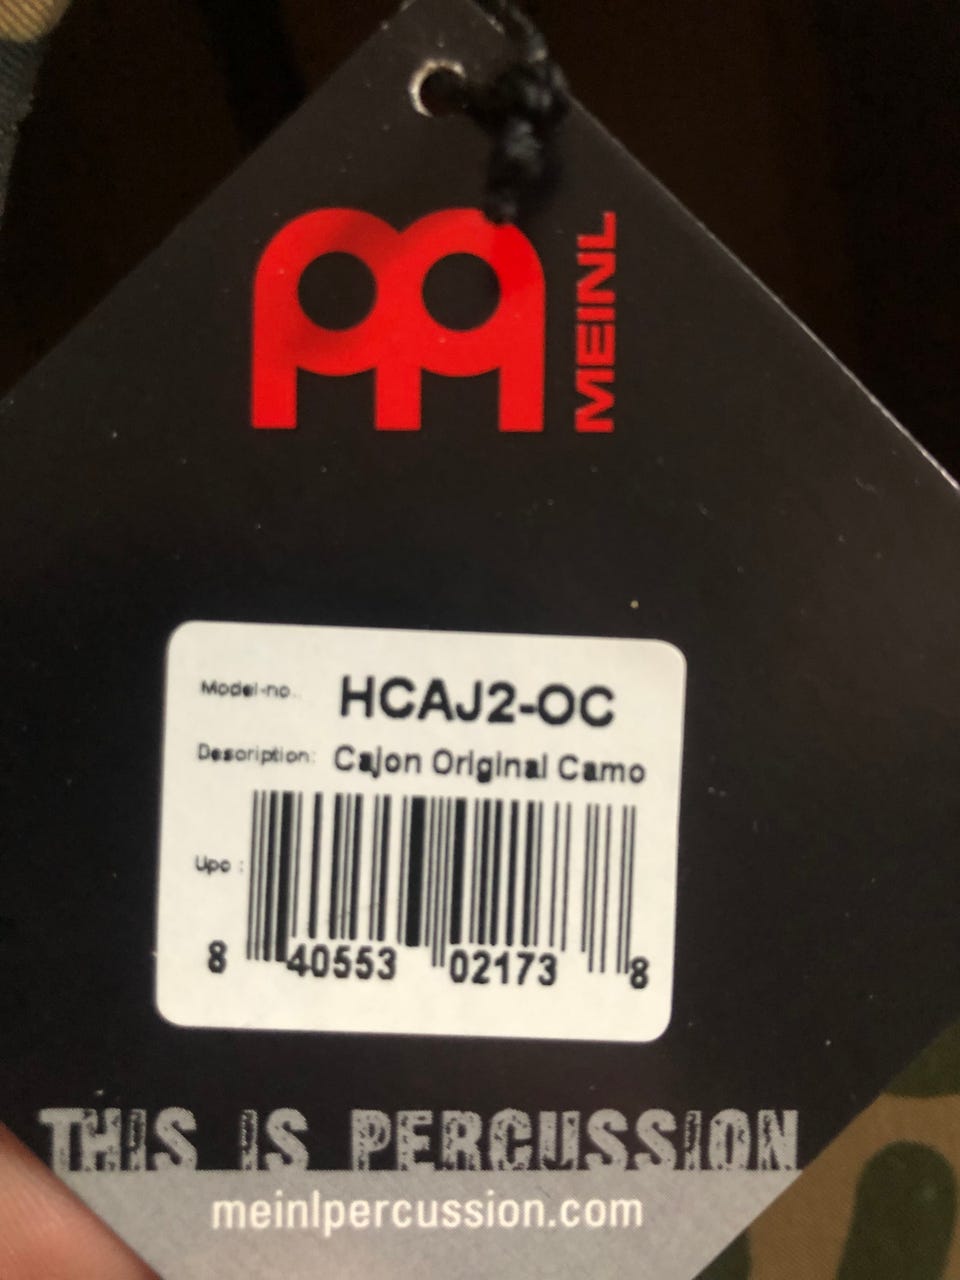 MEINL
Model-no.
HCAJ2-OC
Description: Cajon Original Camo
Upc :
8 40553 02173 8
THIS IS PERCUSSION
meinlpercussion.com